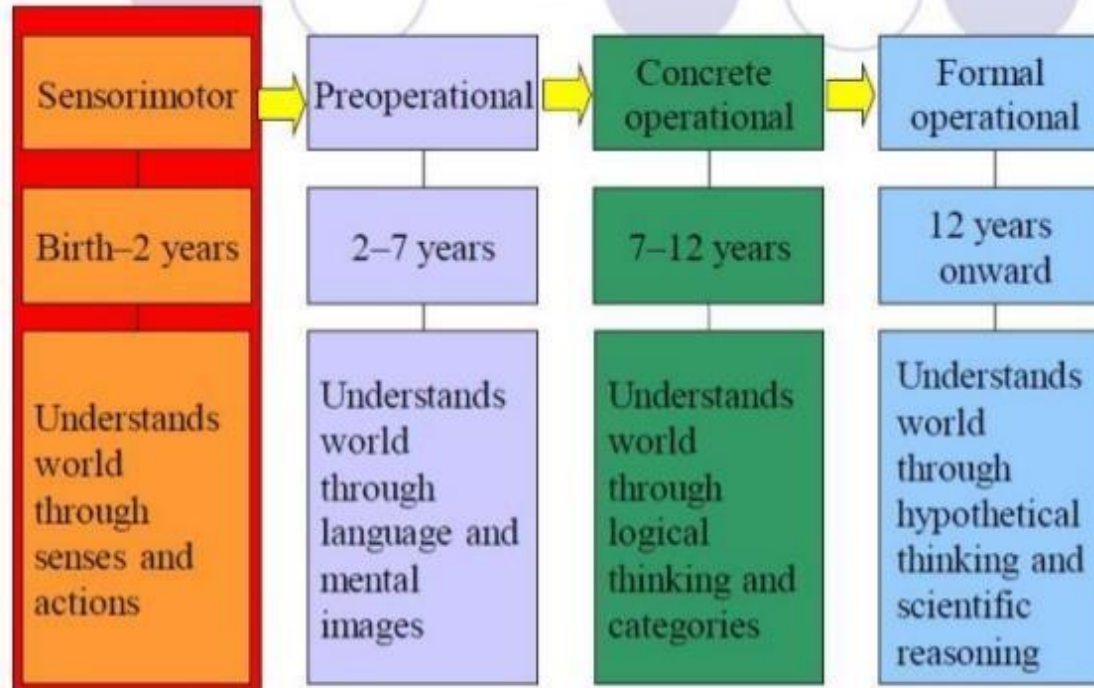 Sensorimotor
Birth–2 years
Understands
world
through
senses and
actions
Preoperational
2–7 years
Understands
world
through
language and
mental
images
Concrete
operational
7–12 years
Understands
world
through
logical
thinking and
categories
Formal
operational
12 years
onward
Understands
world
through
hypothetical
thinking and
scientific
reasoning